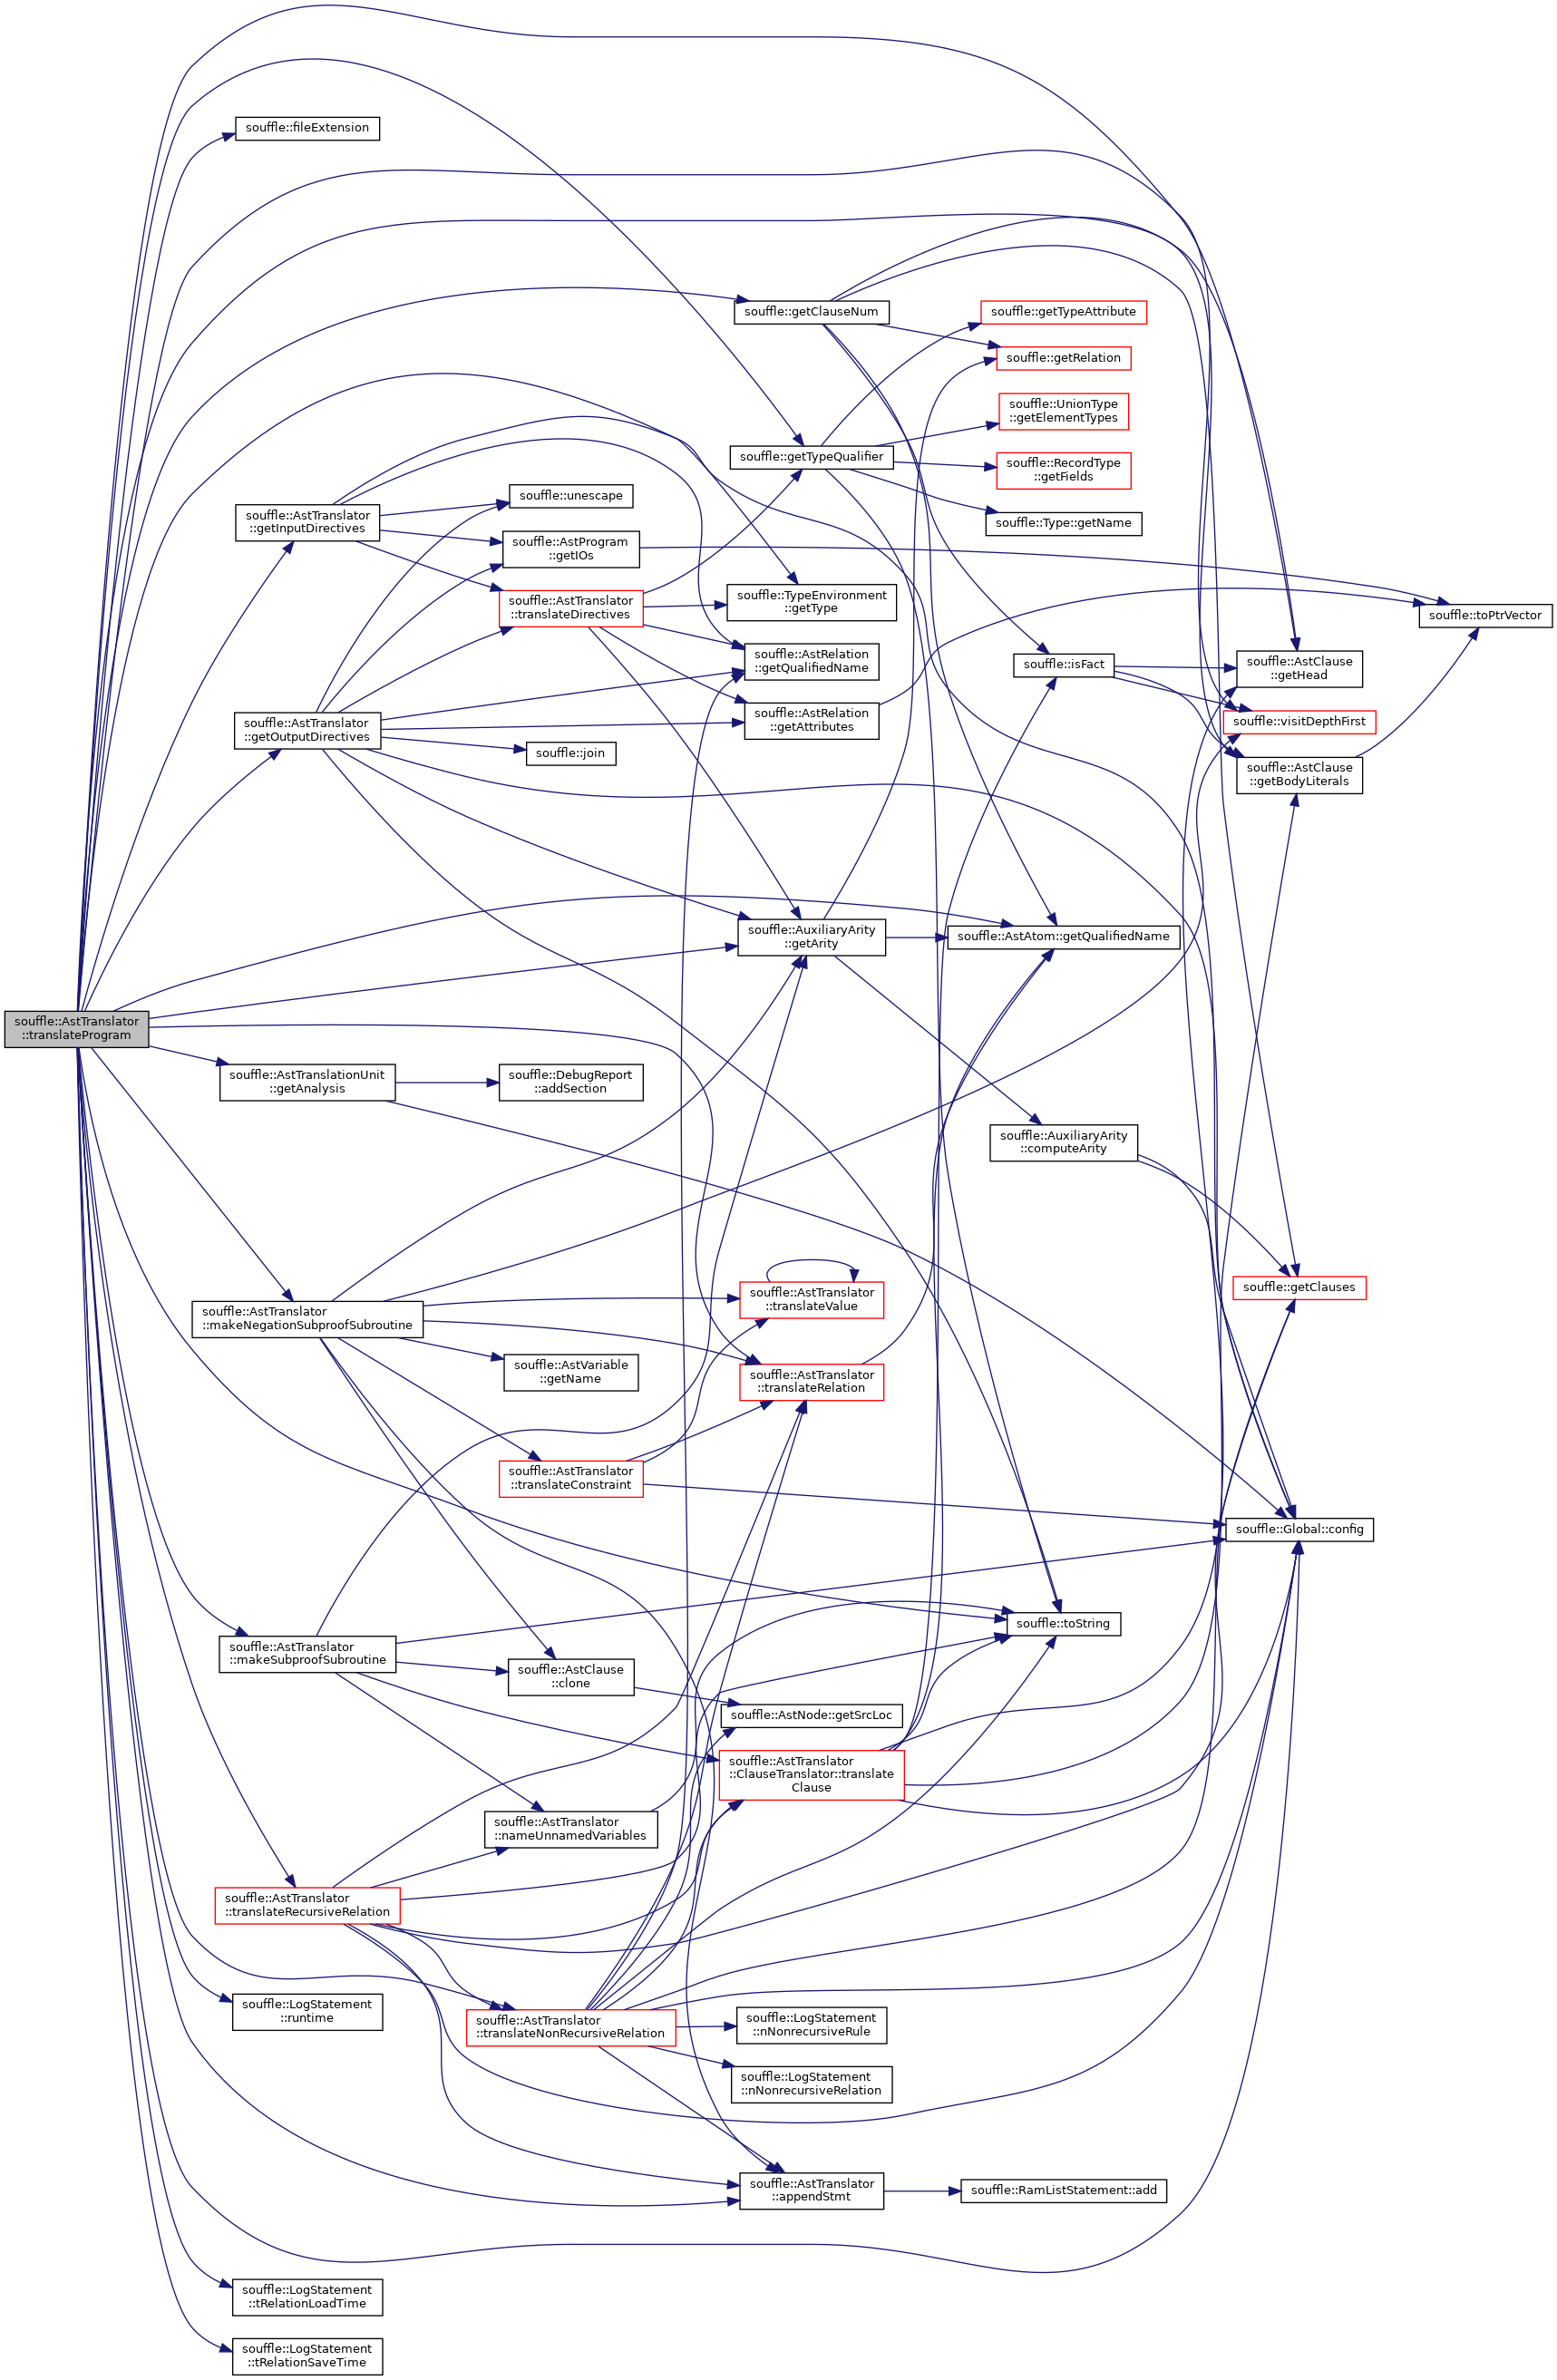 souffle::AstTranslator
::translateProgram
souffle::fileExtension
souffle::AstTranslator
::getInputDirectives
souffle::AstTranslator
::getOutputDirectives
souffle::AstTranslationUnit
::getAnalysis
souffle::AstTranslator
::makeNegationSubproofSubroutine
souffle::AstTranslator
::makeSubproofSubroutine
souffle::AstTranslator
::translateRecursiveRelation
souffle::LogStatement
::runtime
souffle::LogStatement
::tRelationLoadTime
souffle::LogStatement
::tRelationSaveTime
souffle::unescape
souffle::AstProgram
::getIOs
souffle::AstTranslator
::translateDirectives
souffle::join
souffle::DebugReport
::addSection
souffle::AstVariable
::getName
souffle::AstTranslator
::translateConstraint
souffle::AstClause
::clone
souffle::AstTranslator
::nameUnnamedVariables
souffle::AstTranslator
::translateNonRecursiveRelation
souffle::getClauseNum
souffle::getTypeQualifier
souffle::TypeEnvironment
::getType
souffle::AstRelation
::getQualifiedName
souffle::AstRelation
::getAttributes
souffle::AuxiliaryArity
::getArity
souffle::AstTranslator
::translateValue
souffle::AstTranslator
::translateRelation
souffle::AstNode::getSrcLoc
souffle::AstTranslator
::ClauseTranslator::translate
Clause
souffle::LogStatement
::nNonrecursiveRule
souffle::LogStatement
::nNonrecursiveRelation
souffle::AstTranslator
::appendStmt
souffle::getTypeAttribute
souffle::getRelation
souffle::UnionType
::getElementTypes
souffle::RecordType
::getFields
souffle::Type::getName
souffle::isFact
souffle::AstAtom::getQualifiedName
souffle::AuxiliaryArity
::computeArity
souffle::toString
souffle::RamListStatement::add
souffle::AstClause
::getHead
souffle::visitDepthFirst
souffle::AstClause
::getBodyLiterals
souffle::getClauses
souffle::Global::config
souffle::toPtrVector